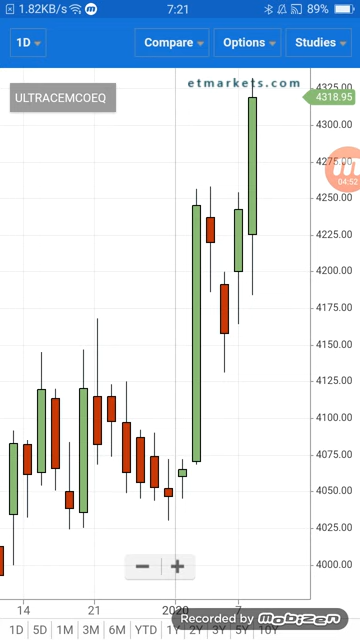 1.82KB/s 7:21 89%
1D Compare Options Studies
etmarkets.com
ULTRACEMCOEQ
4325.00
4318.95
4300.00
4275.00
04:52
4250.00
4225.00
4200.00
4175.00
4150.00
4125.00
4100.00
4075.00
4050.00
4025.00
4000.00
14 21 2020 7
1D 5D 1M 3M 6M YTD 1Y 2Y 3Y 5Y 10Y
Recorded by mobizen